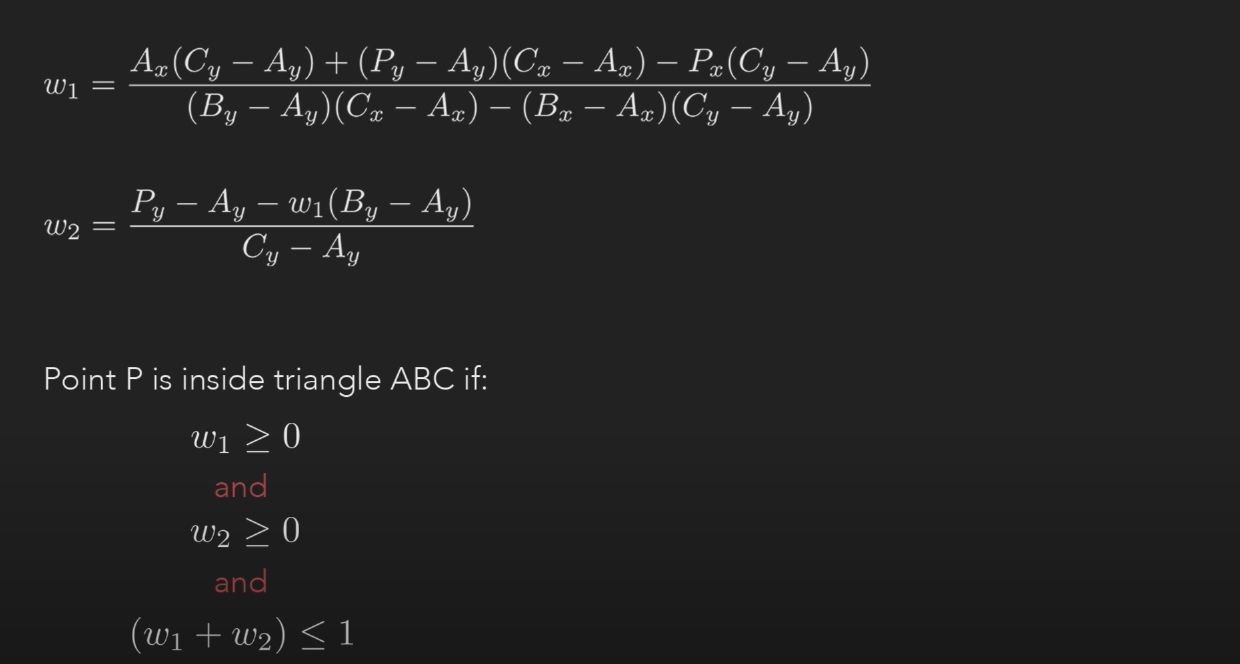 w₁ = (Aₓ(C_y − A_y) + (P_y − A_y)(Cₓ − Aₓ) − Pₓ(C_y − A_y)) / ((B_y − A_y)(Cₓ − Aₓ) − (Bₓ − Aₓ)(C_y − A_y))
w₂ = (P_y − A_y − w₁(B_y − A_y)) / (C_y − A_y)
Point P is inside triangle ABC if:
w₁ ≥ 0
and
w₂ ≥ 0
and
(w₁ + w₂) ≤ 1